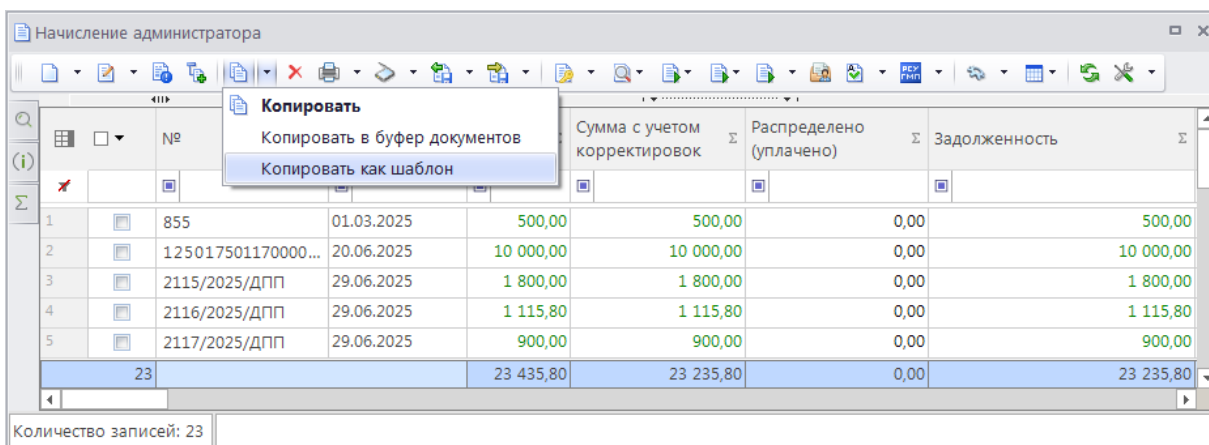 Начисление администратора
РСУ ГМП
Копировать
Копировать в буфер документов
Копировать как шаблон
(i)
Σ
№
Сумма с учетом корректировок Σ
Распределено (уплачено) Σ
Задолженность Σ
1 855 01.03.2025 500,00 500,00 0,00 500,00
2 125017501170000... 20.06.2025 10 000,00 10 000,00 0,00 10 000,00
3 2115/2025/ДПП 29.06.2025 1 800,00 1 800,00 0,00 1 800,00
4 2116/2025/ДПП 29.06.2025 1 115,80 1 115,80 0,00 1 115,80
5 2117/2025/ДПП 29.06.2025 900,00 900,00 0,00 900,00
23 23 435,80 23 235,80 0,00 23 235,80
Количество записей: 23